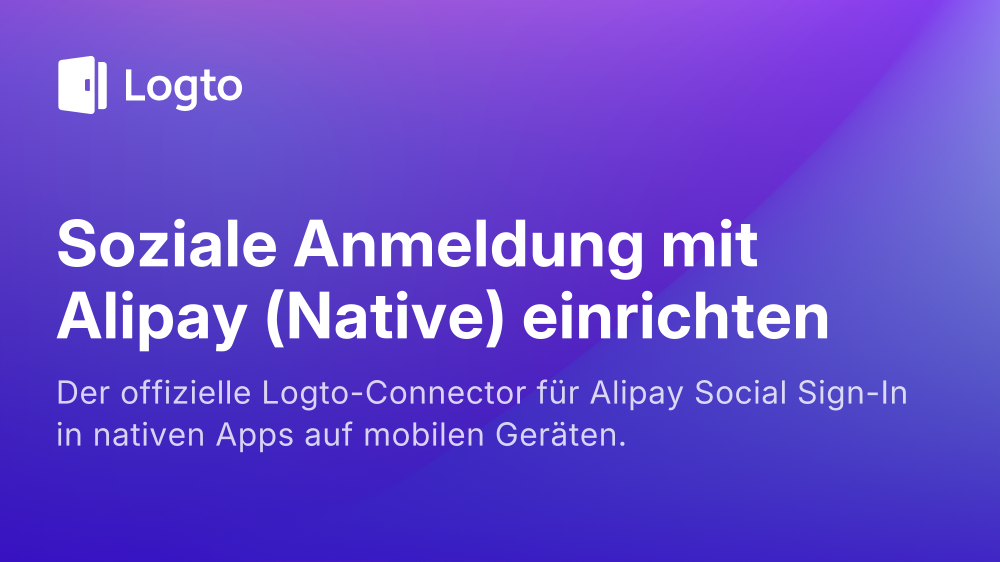 Logto
Soziale Anmeldung mit
Alipay (Native) einrichten
Der offizielle Logto-Connector für Alipay Social Sign-In
in nativen Apps auf mobilen Geräten.